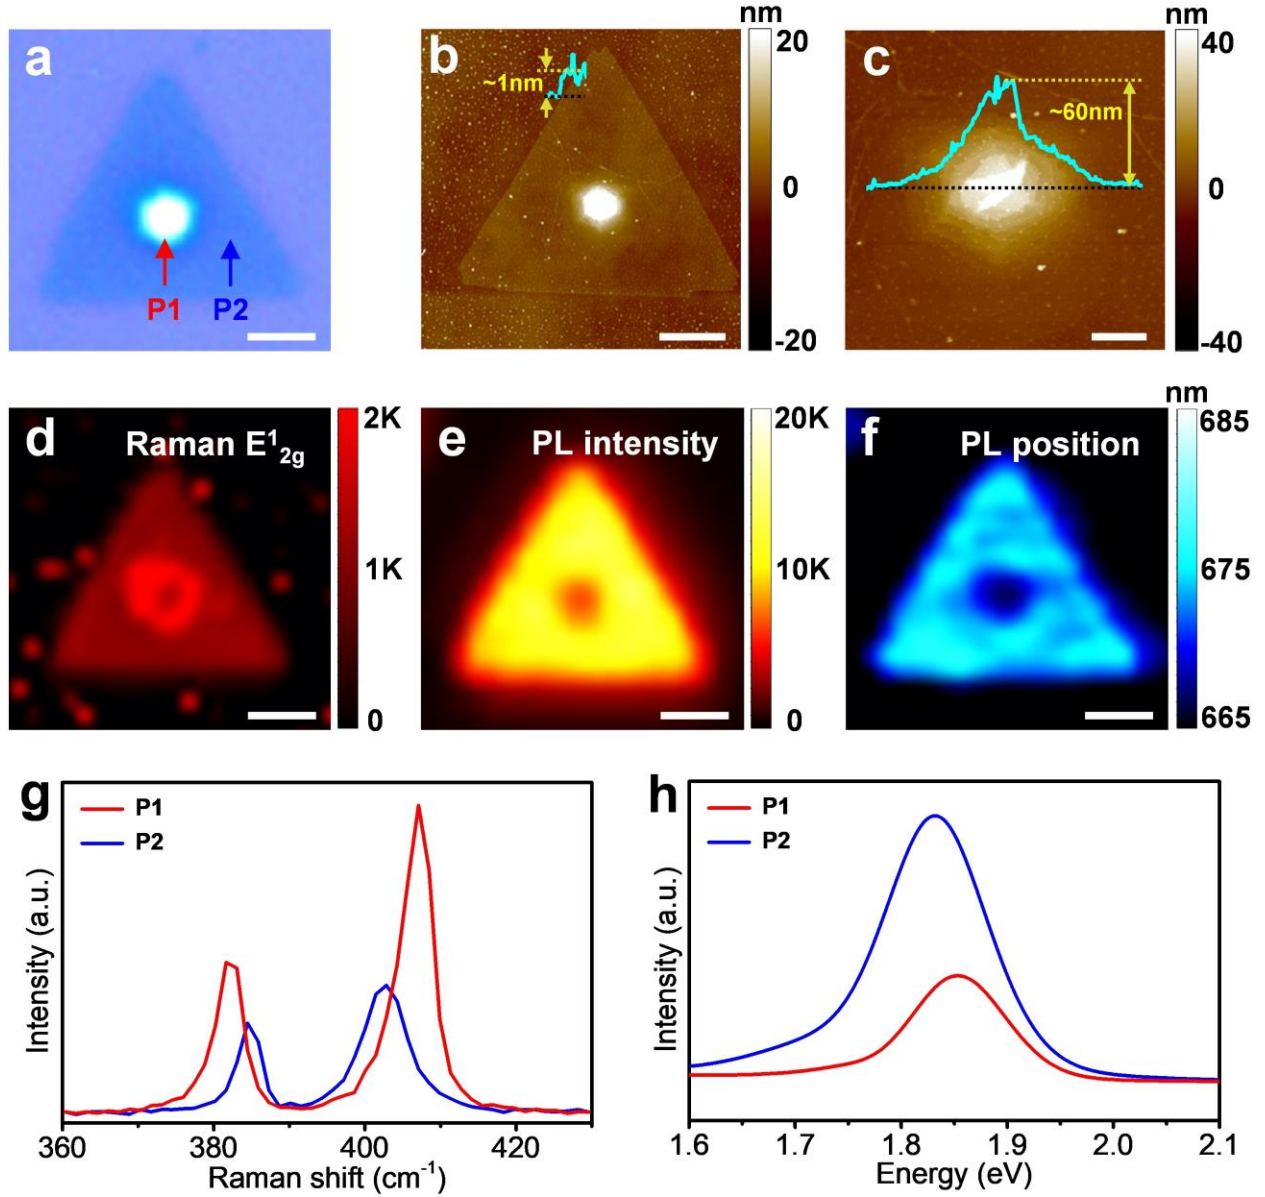 a
P1
P2
b
~1nm
nm
20
0
-20
c
~60nm
nm
40
0
-40
d
Raman E¹₂g
2K
1K
0
e
PL intensity
20K
10K
0
f
PL position
nm
685
675
665
g
P1
P2
Intensity (a.u.)
360
380
400
420
Raman shift (cm⁻¹)
h
P1
P2
Intensity (a.u.)
1.6
1.7
1.8
1.9
2.0
2.1
Energy (eV)